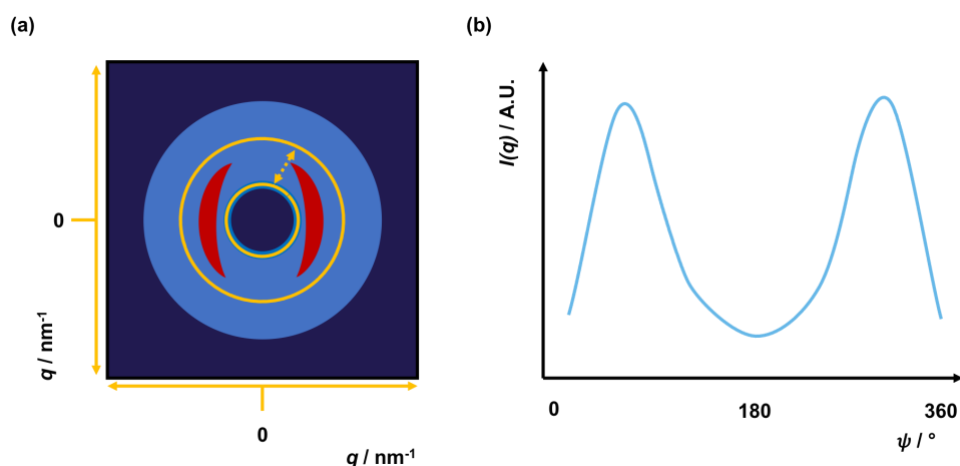 (a)
(b)
0
q / nm⁻¹
0
q / nm⁻¹
I(q) / A.U.
0
180
360
ψ / °